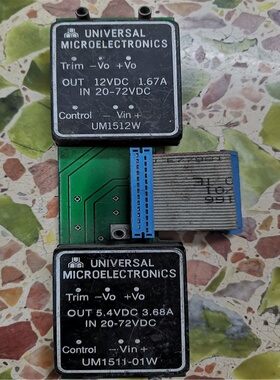 UNIVERSAL
MICROELECTRONICS
Trim -Vo +Vo
OUT 12VDC 1.67A
IN 20-72VDC
Control - Vin +
UM1512W
UNIVERSAL
MICROELECTRONICS
Trim -Vo +Vo
OUT 5.4VDC 3.68A
IN 20-72VDC
Control - Vin +
UM1511-01W